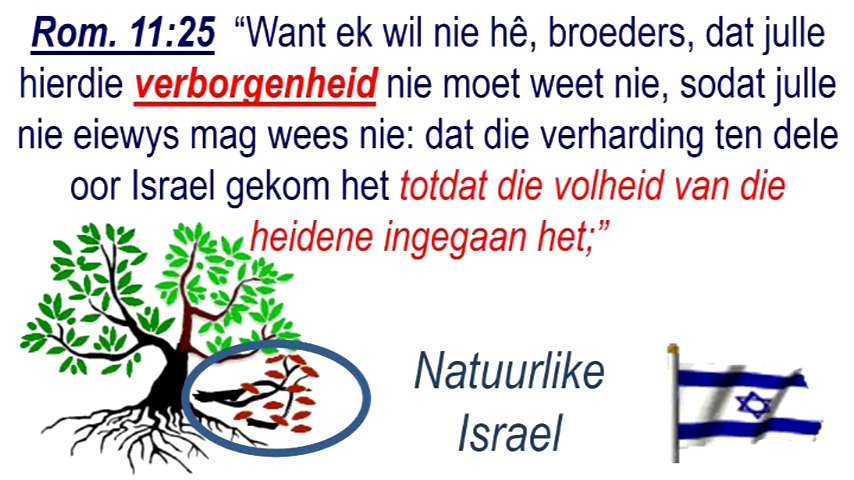 Rom. 11:25 “Want ek wil nie hê, broeders, dat julle
hierdie verborgenheid nie moet weet nie, sodat julle
nie eiewys mag wees nie: dat die verharding ten dele
oor Israel gekom het totdat die volheid van die
heidene ingegaan het;”
Natuurlike
Israel